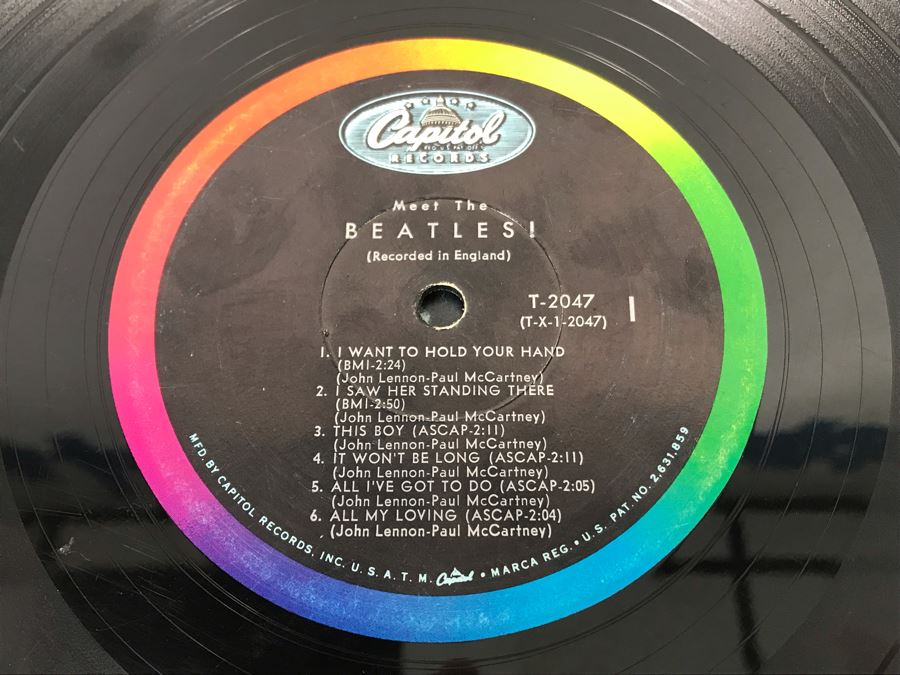 Capitol
REG. U.S. PAT. OFF.
RECORDS
Meet The
BEATLES!
(Recorded in England)
T-2047
(T-X-1-2047)
1
1. I WANT TO HOLD YOUR HAND
(BMI-2:24)
(John Lennon-Paul McCartney)
2. I SAW HER STANDING THERE
(BMI-2:50)
(John Lennon-Paul McCartney)
3. THIS BOY (ASCAP-2:11)
(John Lennon-Paul McCartney)
4. IT WON'T BE LONG (ASCAP-2:11)
(John Lennon-Paul McCartney)
5. ALL I'VE GOT TO DO (ASCAP-2:05)
(John Lennon-Paul McCartney)
6. ALL MY LOVING (ASCAP-2:04)
(John Lennon-Paul McCartney)
MFD. BY CAPITOL RECORDS, INC. U.S.A. T.M. Capitol • MARCA REG. • U.S. PAT. NO. 2,631,859